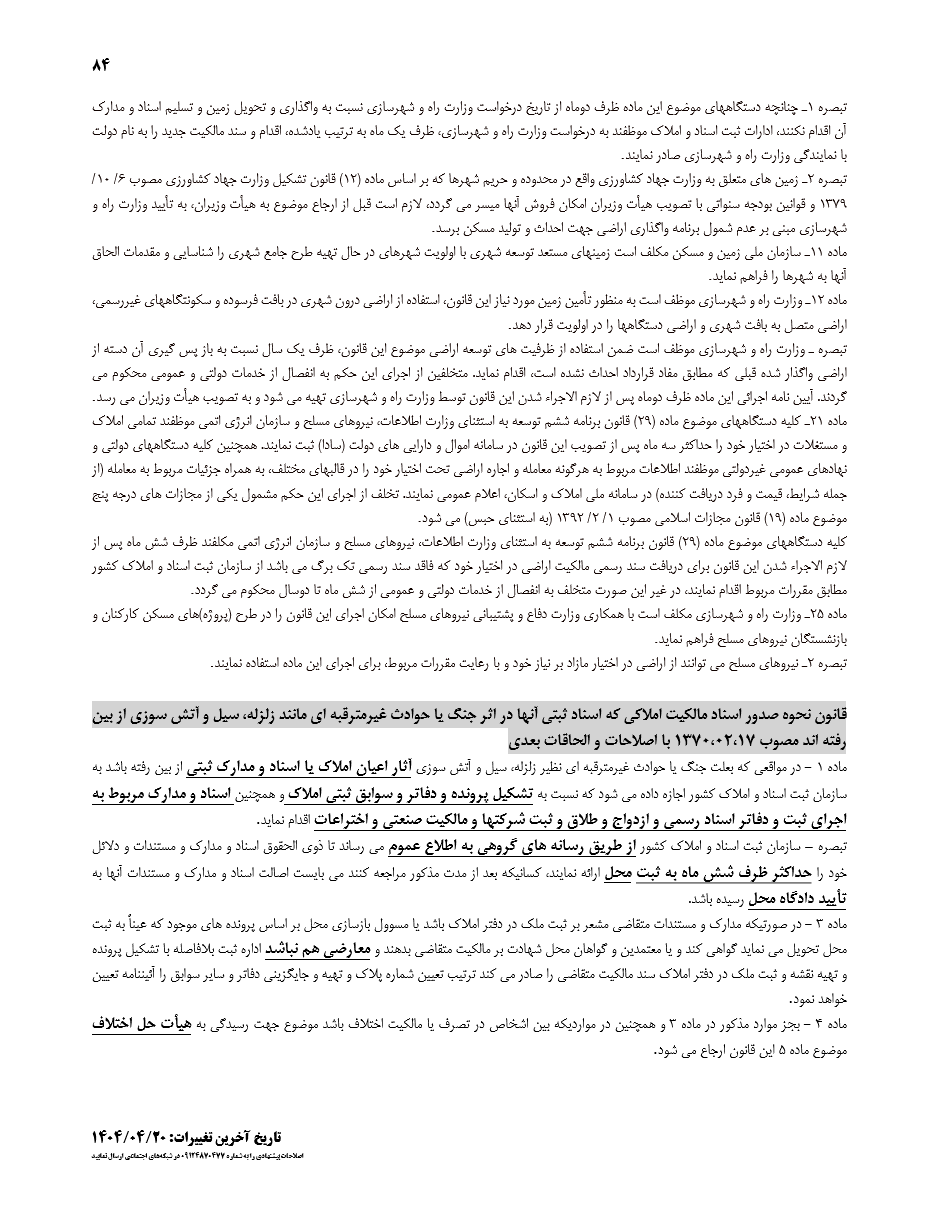 ۸۴
تبصره ۱ـ چنانچه دستگاههای موضوع این ماده ظرف دوماه از تاریخ درخواست وزارت راه و شهرسازی نسبت به واگذاری و تحویل زمین و تسلیم اسناد و مدارک
آن اقدام نکنند، ادارات ثبت اسناد و املاک موظفند به درخواست وزارت راه و شهرسازی، ظرف یک ماه به ترتیب یادشده، اقدام و سند مالکیت جدید را به نام دولت
با نمایندگی وزارت راه و شهرسازی صادر نمایند.
تبصره ۲ـ زمین های متعلق به وزارت جهاد کشاورزی واقع در محدوده و حریم شهرها که بر اساس ماده (۱۲) قانون تشکیل وزارت جهاد کشاورزی مصوب ۶/ ۱۰/
۱۳۷۹ و قوانین بودجه سنواتی با تصویب هیأت وزیران امکان فروش آنها میسر می گردد، لازم است قبل از ارجاع موضوع به هیأت وزیران، به تأیید وزارت راه و
شهرسازی مبنی بر عدم شمول برنامه واگذاری اراضی جهت احداث و تولید مسکن برسد.
ماده ۱۱ـ سازمان ملی زمین و مسکن مکلف است زمینهای مستعد توسعه شهری با اولویت شهرهای در حال تهیه طرح جامع شهری را شناسایی و مقدمات الحاق
آنها به شهرها را فراهم نماید.
ماده ۱۲ـ وزارت راه و شهرسازی موظف است به منظور تأمین زمین مورد نیاز این قانون، استفاده از اراضی درون شهری در بافت فرسوده و سکونتگاههای غیررسمی،
اراضی متصل به بافت شهری و اراضی دستگاهها را در اولویت قرار دهد.
تبصره ـ وزارت راه و شهرسازی موظف است ضمن استفاده از ظرفیت های توسعه اراضی موضوع این قانون، ظرف یک سال نسبت به باز پس گیری آن دسته از
اراضی واگذار شده قبلی که مطابق مفاد قرارداد احداث نشده است، اقدام نماید. متخلفین از اجرای این حکم به انفصال از خدمات دولتی و عمومی محکوم می
گردند. آیین نامه اجرائی این ماده ظرف دوماه پس از لازم الاجراء شدن این قانون توسط وزارت راه و شهرسازی تهیه می شود و به تصویب هیأت وزیران می رسد.
ماده ۲۱ـ کلیه دستگاههای موضوع ماده (۲۹) قانون برنامه ششم توسعه به استثنای وزارت اطلاعات، نیروهای مسلح و سازمان انرژی اتمی موظفند تمامی املاک
و مستغلات در اختیار خود را حداکثر سه ماه پس از تصویب این قانون در سامانه اموال و دارایی های دولت (سادا) ثبت نمایند. همچنین کلیه دستگاههای دولتی و
نهادهای عمومی غیردولتی موظفند اطلاعات مربوط به هرگونه معامله و اجاره اراضی تحت اختیار خود را در قالبهای مختلف، به همراه جزئیات مربوط به معامله (از
جمله شرایط، قیمت و فرد دریافت کننده) در سامانه ملی املاک و اسکان، اعلام عمومی نمایند. تخلف از اجرای این حکم مشمول یکی از مجازات های درجه پنج
موضوع ماده (۱۹) قانون مجازات اسلامی مصوب ۱/ ۲/ ۱۳۹۲ (به استثنای حبس) می شود.
کلیه دستگاههای موضوع ماده (۲۹) قانون برنامه ششم توسعه به استثنای وزارت اطلاعات، نیروهای مسلح و سازمان انرژی اتمی مکلفند ظرف شش ماه پس از
لازم الاجراء شدن این قانون برای دریافت سند رسمی مالکیت اراضی در اختیار خود که فاقد سند رسمی تک برگ می باشد از سازمان ثبت اسناد و املاک کشور
مطابق مقررات مربوط اقدام نمایند، در غیر این صورت متخلف به انفصال از خدمات دولتی و عمومی از شش ماه تا دوسال محکوم می گردد.
ماده ۲۵ـ وزارت راه و شهرسازی مکلف است با همکاری وزارت دفاع و پشتیبانی نیروهای مسلح امکان اجرای این قانون را در طرح (پروژه)های مسکن کارکنان و
بازنشستگان نیروهای مسلح فراهم نماید.
تبصره ۲ـ نیروهای مسلح می توانند از اراضی در اختیار مازاد بر نیاز خود و با رعایت مقررات مربوط، برای اجرای این ماده استفاده نمایند.
قانون نحوه صدور اسناد مالکیت املاکی که اسناد ثبتی آنها در اثر جنگ یا حوادث غیرمترقبه ای مانند زلزله، سیل و آتش سوزی از بین
رفته اند مصوب ۱۳۷۰،۰۲،۱۷ با اصلاحات و الحاقات بعدی
ماده ۱ - در مواقعی که بعلت جنگ یا حوادث غیرمترقبه ای نظیر زلزله، سیل و آتش سوزی آثار اعیان املاک یا اسناد و مدارک ثبتی از بین رفته باشد به
سازمان ثبت اسناد و املاک کشور اجازه داده می شود که نسبت به تشکیل پرونده و دفاتر و سوابق ثبتی املاک و همچنین اسناد و مدارک مربوط به
اجرای ثبت و دفاتر اسناد رسمی و ازدواج و طلاق و ثبت شرکتها و مالکیت صنعتی و اختراعات اقدام نماید.
تبصره - سازمان ثبت اسناد و املاک کشور از طریق رسانه های گروهی به اطلاع عموم می رساند تا ذوی الحقوق اسناد و مدارک و مستندات و دلائل
خود را حداکثر ظرف شش ماه به ثبت محل ارائه نمایند، کسانیکه بعد از مدت مذکور مراجعه کنند می بایست اصالت اسناد و مدارک و مستندات آنها به
تأیید دادگاه محل رسیده باشد.
ماده ۳ - در صورتیکه مدارک و مستندات متقاضی مشعر بر ثبت ملک در دفتر املاک باشد یا مسوول بازسازی محل بر اساس پرونده های موجود که عیناً به ثبت
محل تحویل می نماید گواهی کند و یا معتمدین و گواهان محل شهادت بر مالکیت متقاضی بدهند و معارضی هم نباشد اداره ثبت بلافاصله با تشکیل پرونده
و تهیه نقشه و ثبت ملک در دفتر املاک سند مالکیت متقاضی را صادر می کند ترتیب تعیین شماره پلاک و تهیه و جایگزینی دفاتر و سایر سوابق را آئیننامه تعیین
خواهد نمود.
ماده ۴ - بجز موارد مذکور در ماده ۳ و همچنین در مواردیکه بین اشخاص در تصرف یا مالکیت اختلاف باشد موضوع جهت رسیدگی به هیأت حل اختلاف
موضوع ماده ۵ این قانون ارجاع می شود.
تاریخ آخرین تغییرات: ۱۴۰۴/۰۴/۲۰
اصلاحات پیشنهادی را به شماره ۰۹۱۲۴۸۷۰۴۷۷ در شبکه‌های اجتماعی ارسال نمایید